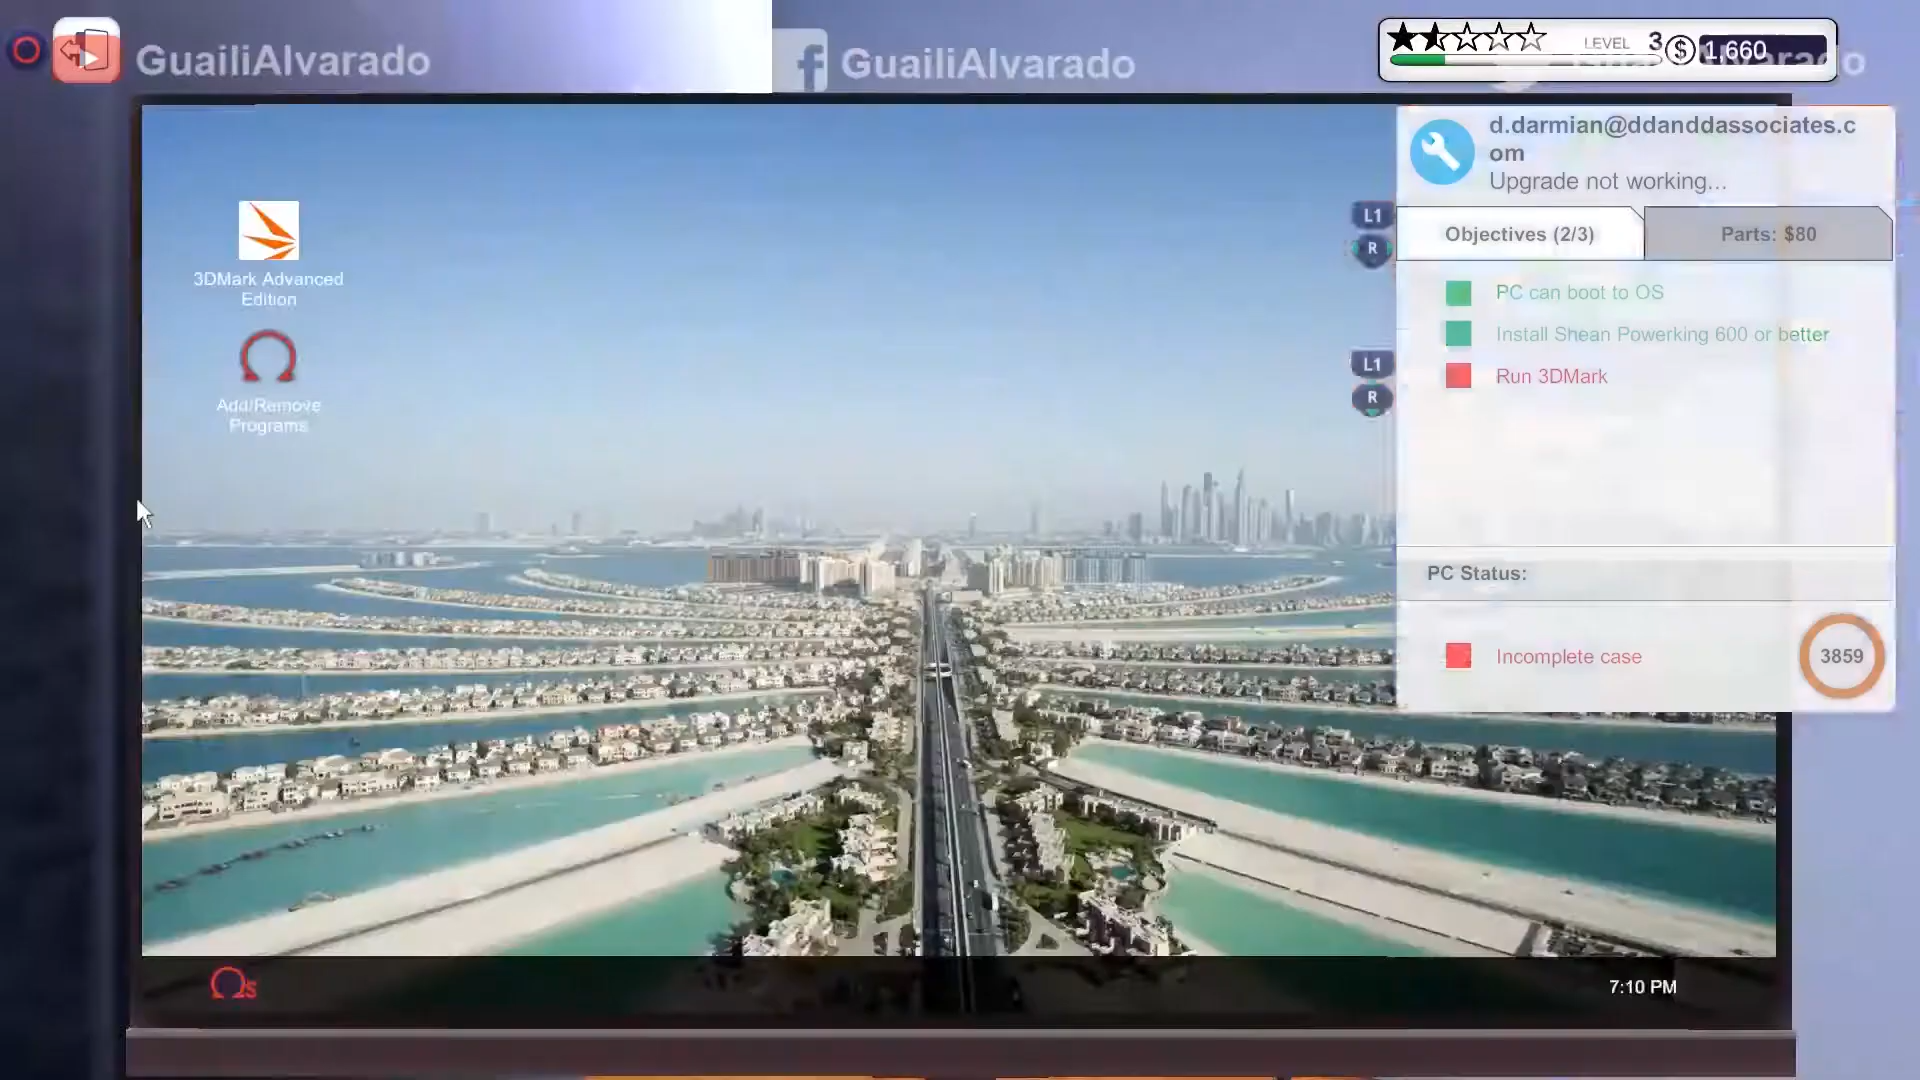 GuailiAlvarado
GuailiAlvarado
LEVEL 3
$ 1,660
d.darmian@ddanddassociates.c
om
Upgrade not working...
L1
R
Objectives (2/3)
Parts: $80
3DMark Advanced
Edition
PC can boot to OS
Install Shean Powerking 600 or better
L1
R
Run 3DMark
Add/Remove
Programs
PC Status:
Incomplete case
3859
Ωs
7:10 PM